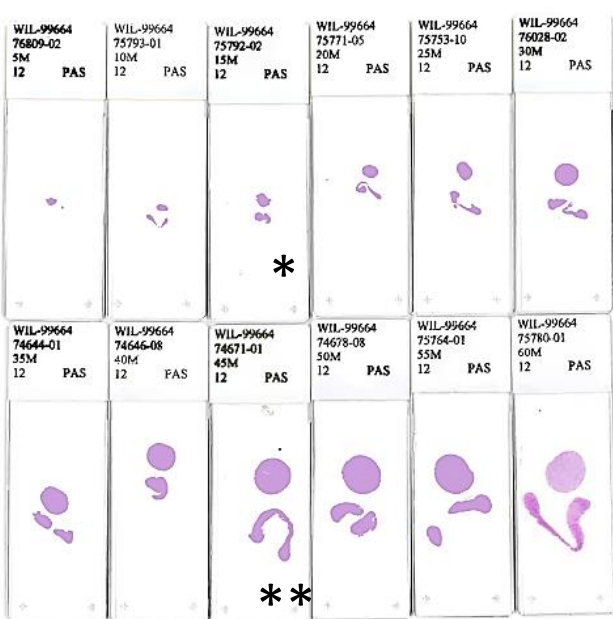 WIL-99664
76809-02
5M
12 PAS
WIL-99664
75793-01
10M
12 PAS
WIL-99664
75792-02
15M
12 PAS
WIL-99664
75771-05
20M
12 PAS
WIL-99664
75753-10
25M
12 PAS
WIL-99664
76028-02
30M
12 PAS
*
WIL-99664
74644-01
35M
12 PAS
WIL-99664
74646-08
40M
12 PAS
WIL-99664
74671-01
45M
12 PAS
WIL-99664
74678-08
50M
12 PAS
WIL-99664
75764-01
55M
12 PAS
WIL-99664
75780-01
60M
12 PAS
**